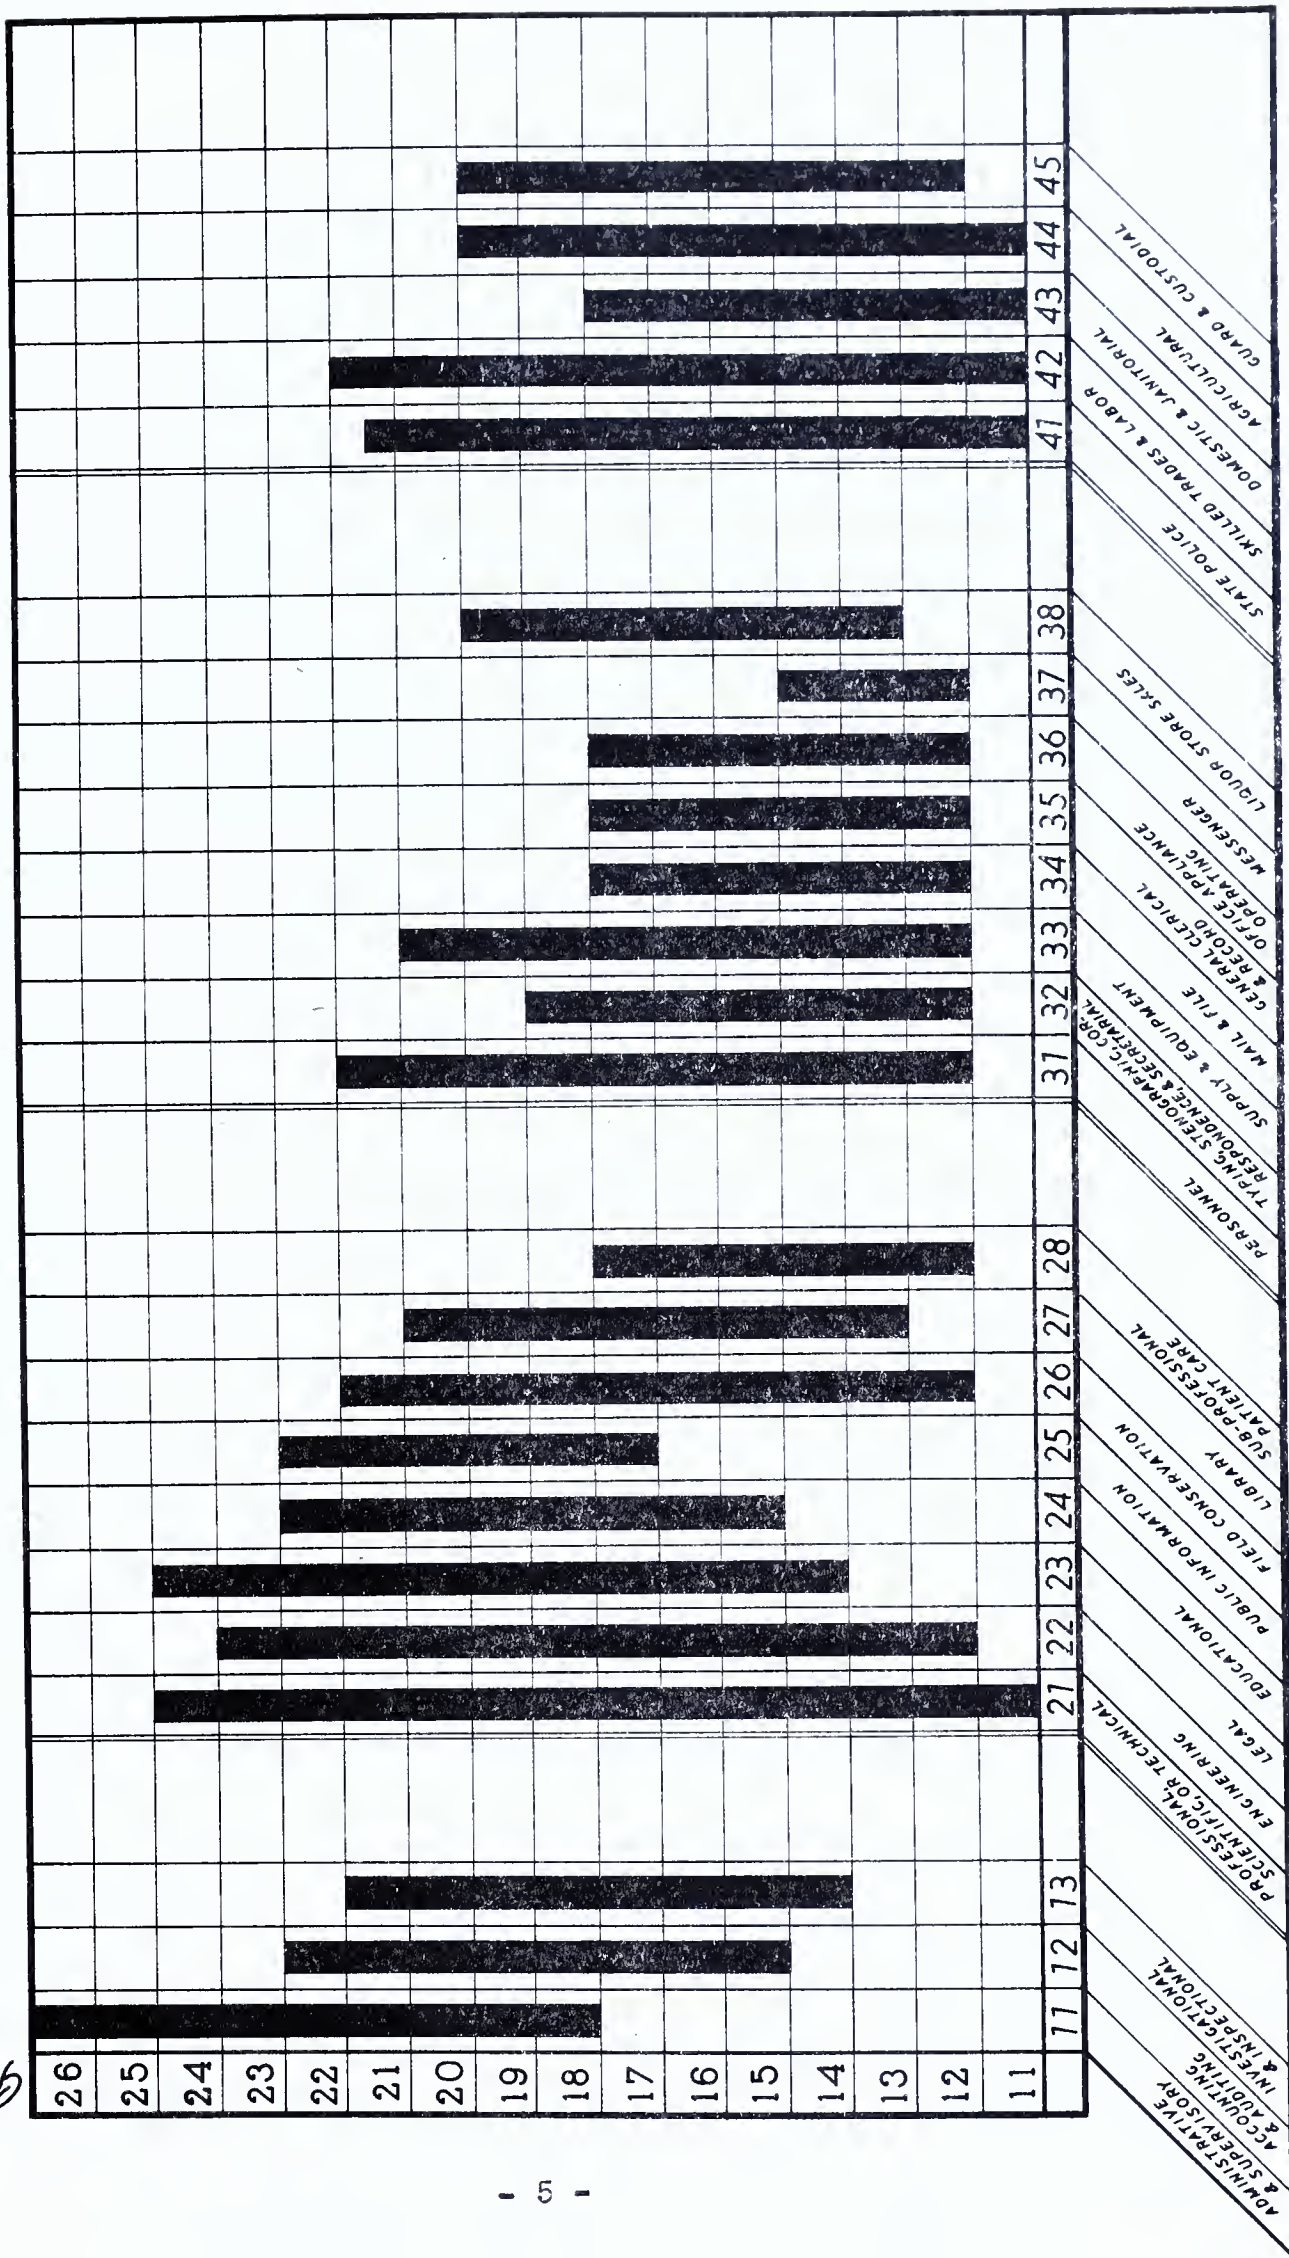 26
25
24
23
22
21
20
19
18
17
16
15
14
13
12
11
11 12 13 21 22 23 24 25 26 27 28 31 32 33 34 35 36 37 38 41 42 43 44 45
ADMINISTRATIVE
& SUPERVISORY
ACCOUNTING
& AUDITING
INVESTIGATIONAL
& INSPECTIONAL
PROFESSIONAL,
SCIENTIFIC, OR TECHNICAL
ENGINEERING
LEGAL
EDUCATIONAL
PUBLIC INFORMATION
FIELD CONSERVATION
LIBRARY
SUB-PROFESSIONAL
PATIENT CARE
PERSONNEL
TYPING, STENOGRAPHIC, COR-
RESPONDENCE, & SECRETARIAL
SUPPLY & EQUIPMENT
MAIL & FILE
GENERAL CLERICAL
& RECORD
OFFICE APPLIANCE
OPERATING
MESSENGER
LIQUOR STORE SALES
STATE POLICE
SKILLED TRADES & LABOR
DOMESTIC & JANITORIAL
AGRICULTURAL
GUARD & CUSTODIAL
- 5 -